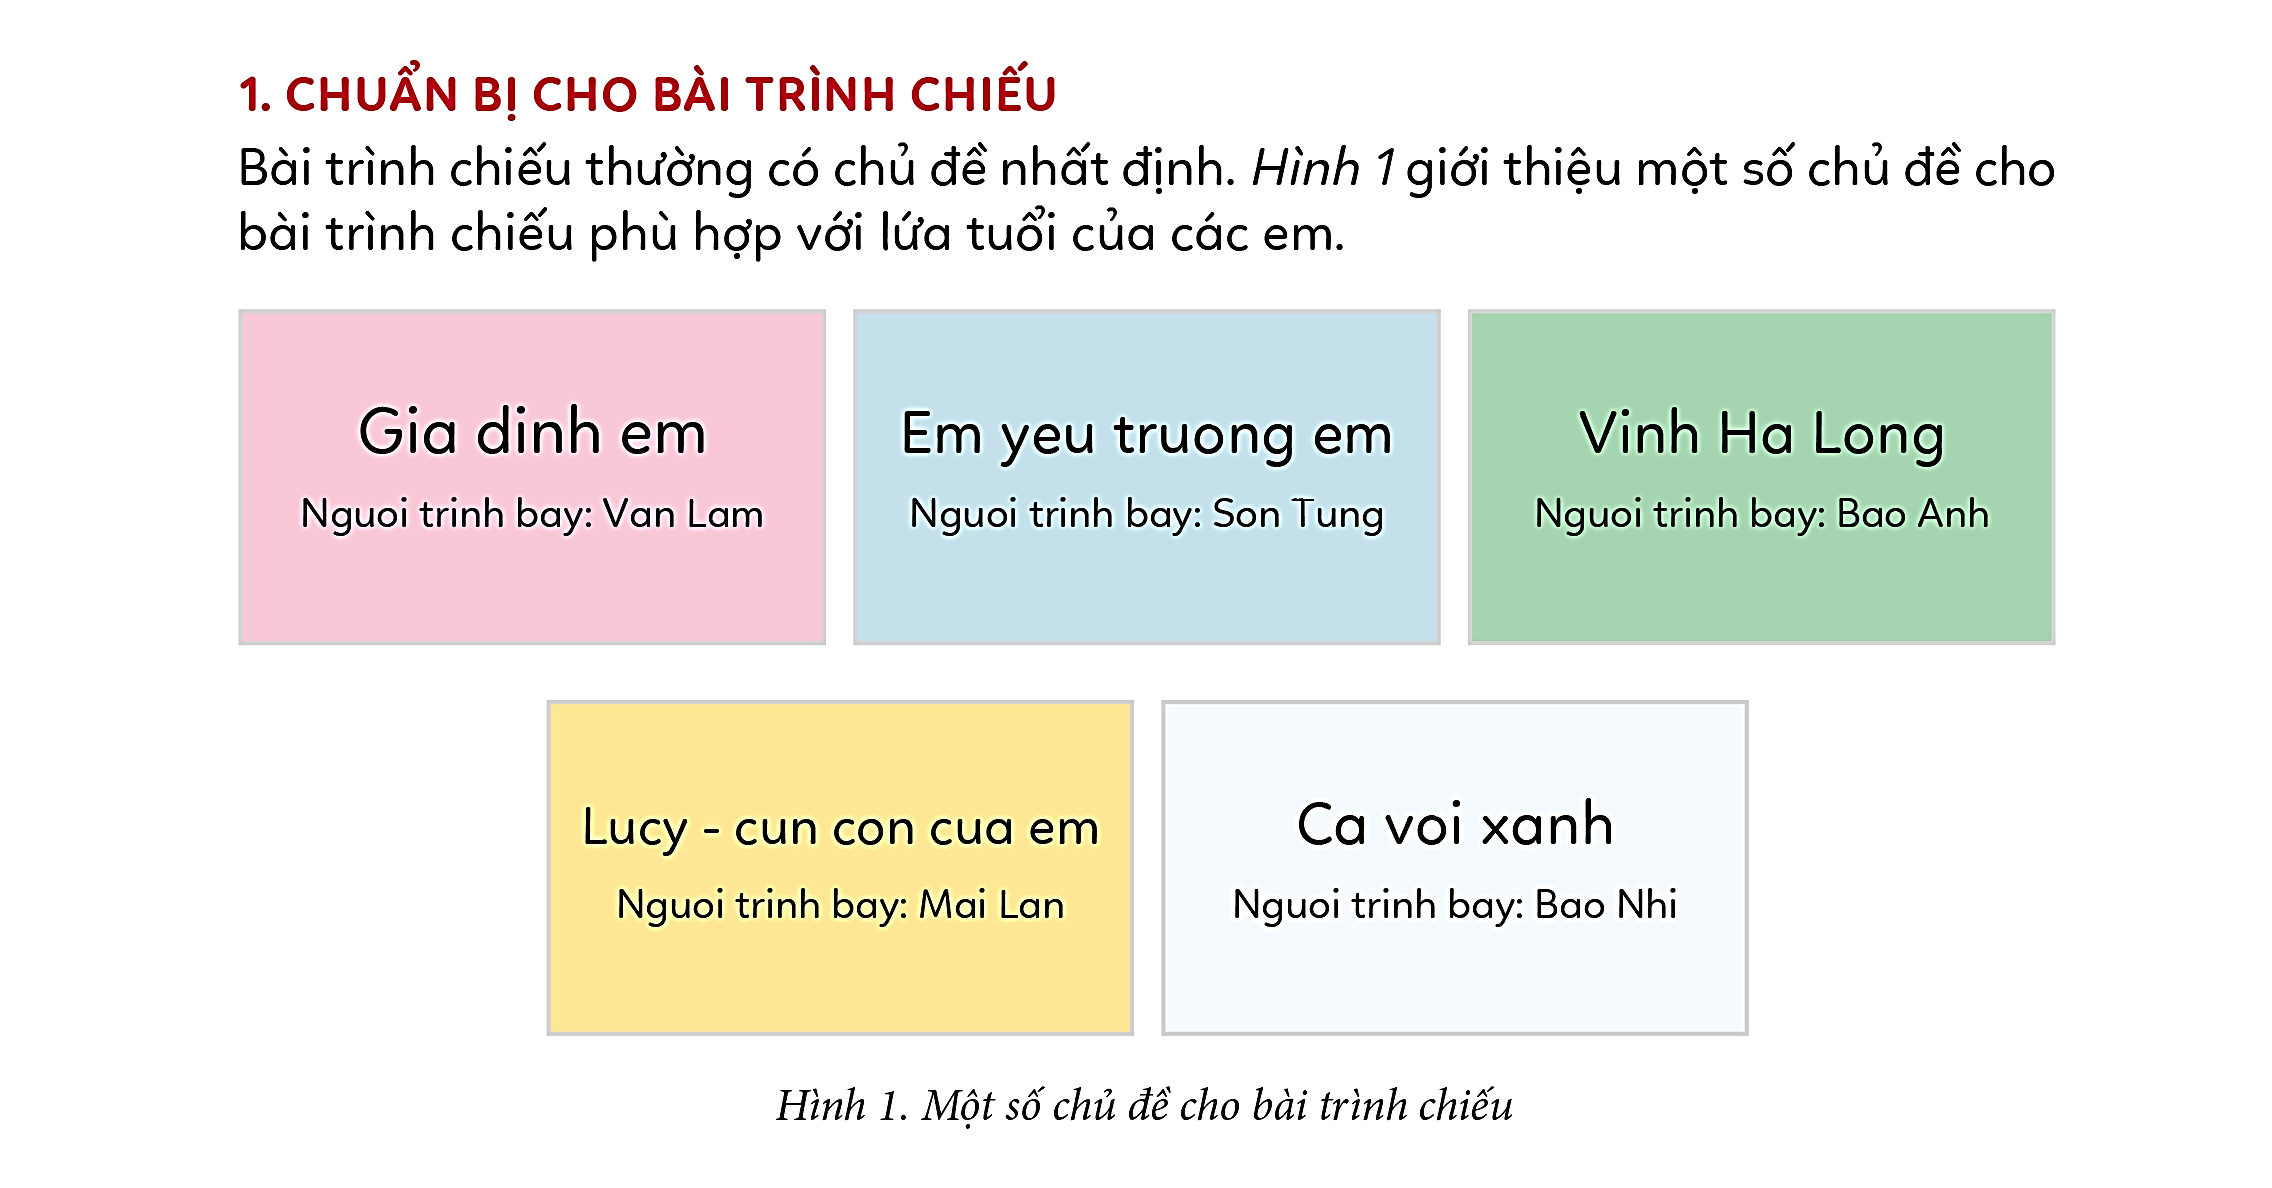 1. CHUẨN BỊ CHO BÀI TRÌNH CHIẾU
Bài trình chiếu thường có chủ đề nhất định. Hình 1 giới thiệu một số chủ đề cho
bài trình chiếu phù hợp với lứa tuổi của các em.
Gia dinh em
Nguoi trinh bay: Van Lam
Em yeu truong em
Nguoi trinh bay: Son Tung
Vinh Ha Long
Nguoi trinh bay: Bao Anh
Lucy - cun con cua em
Nguoi trinh bay: Mai Lan
Ca voi xanh
Nguoi trinh bay: Bao Nhi
Hình 1. Một số chủ đề cho bài trình chiếu